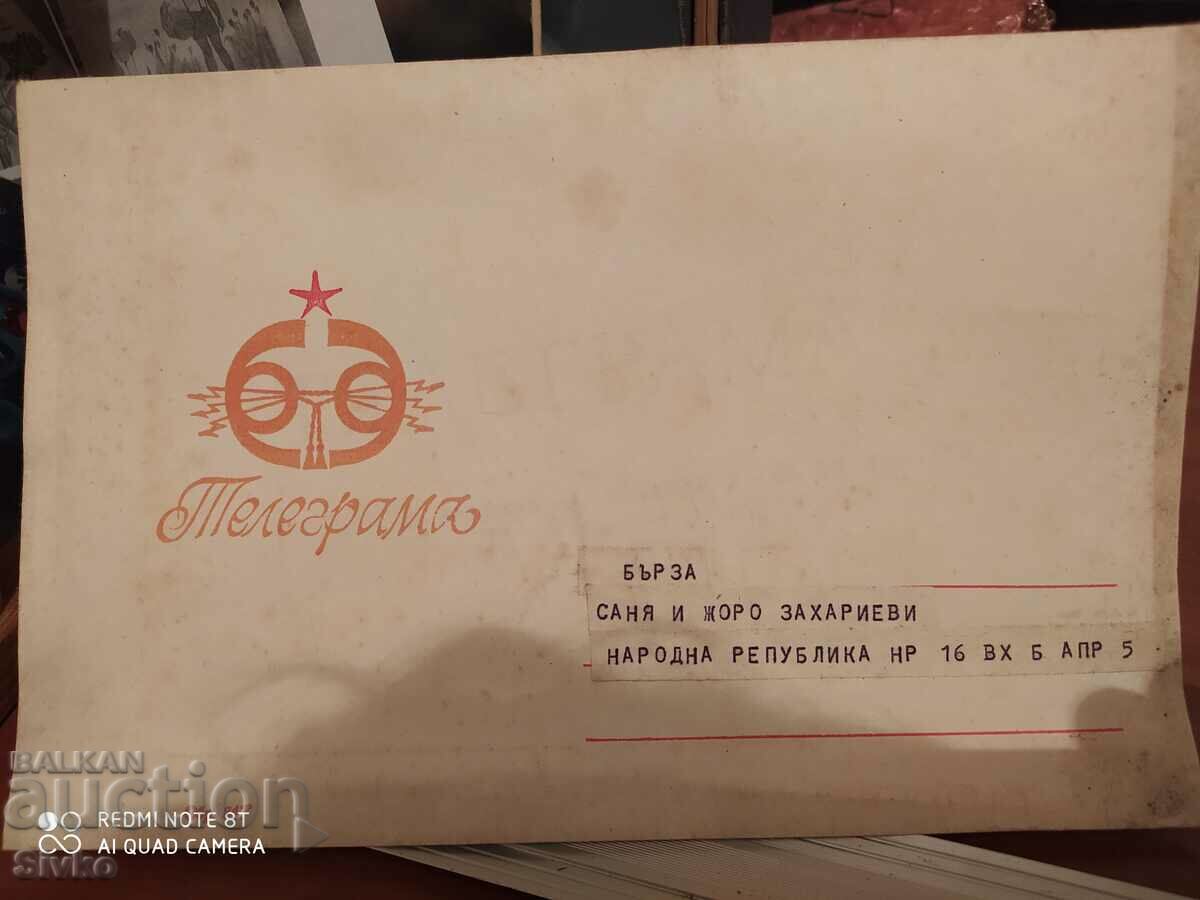 Телеграма
БЪРЗА
САНЯ И ЖОРО ЗАХАРИЕВИ
НАРОДНА РЕПУБЛИКА НР 16 ВХ Б АПР 5
BALKAN
auction
REDMI NOTE 8T
AI QUAD CAMERA
Sivko